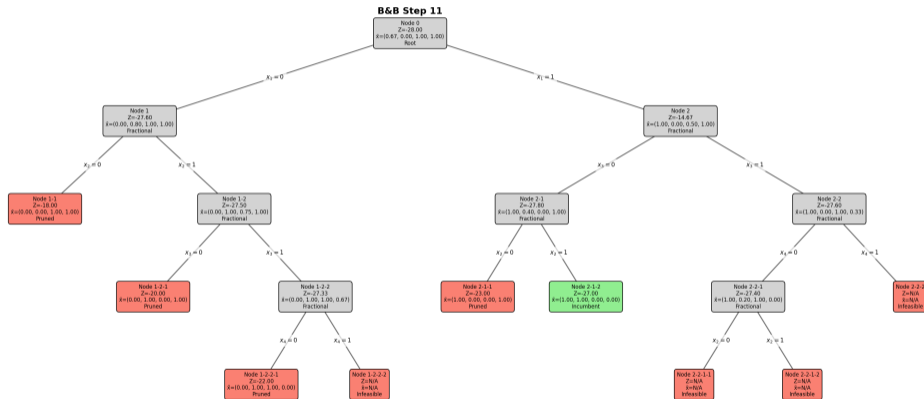 B&B Step 11
Node 0
Z=-28.00
x̄=(0.67, 0.00, 1.00, 1.00)
Root
x₁ = 0
x₁ = 1
Node 1
Z=-27.60
x̄=(0.00, 0.80, 1.00, 1.00)
Fractional
Node 2
Z=-14.67
x̄=(1.00, 0.00, 0.50, 1.00)
Fractional
x₂ = 0
x₂ = 1
x₃ = 0
x₃ = 1
Node 1-1
Z=-18.00
x̄=(0.00, 0.00, 1.00, 1.00)
Pruned
Node 1-2
Z=-27.50
x̄=(0.00, 1.00, 0.75, 1.00)
Fractional
Node 2-1
Z=-27.80
x̄=(1.00, 0.40, 0.00, 1.00)
Fractional
Node 2-2
Z=-27.60
x̄=(1.00, 0.00, 1.00, 0.33)
Fractional
x₃ = 0
x₃ = 1
x₂ = 0
x₂ = 1
x₄ = 0
x₄ = 1
Node 1-2-1
Z=-20.00
x̄=(0.00, 1.00, 0.00, 1.00)
Pruned
Node 1-2-2
Z=-27.33
x̄=(0.00, 1.00, 1.00, 0.67)
Fractional
Node 2-1-1
Z=-23.00
x̄=(1.00, 0.00, 0.00, 1.00)
Pruned
Node 2-1-2
Z=-27.00
x̄=(1.00, 1.00, 0.00, 0.00)
Incumbent
Node 2-2-1
Z=-27.40
x̄=(1.00, 0.20, 1.00, 0.00)
Fractional
Node 2-2-2
Z=N/A
x̄=N/A
Infeasible
x₄ = 0
x₄ = 1
x₂ = 0
x₂ = 1
Node 1-2-2-1
Z=-22.00
x̄=(0.00, 1.00, 1.00, 0.00)
Pruned
Node 1-2-2-2
Z=N/A
x̄=N/A
Infeasible
Node 2-2-1-1
Z=N/A
x̄=N/A
Infeasible
Node 2-2-1-2
Z=N/A
x̄=N/A
Infeasible